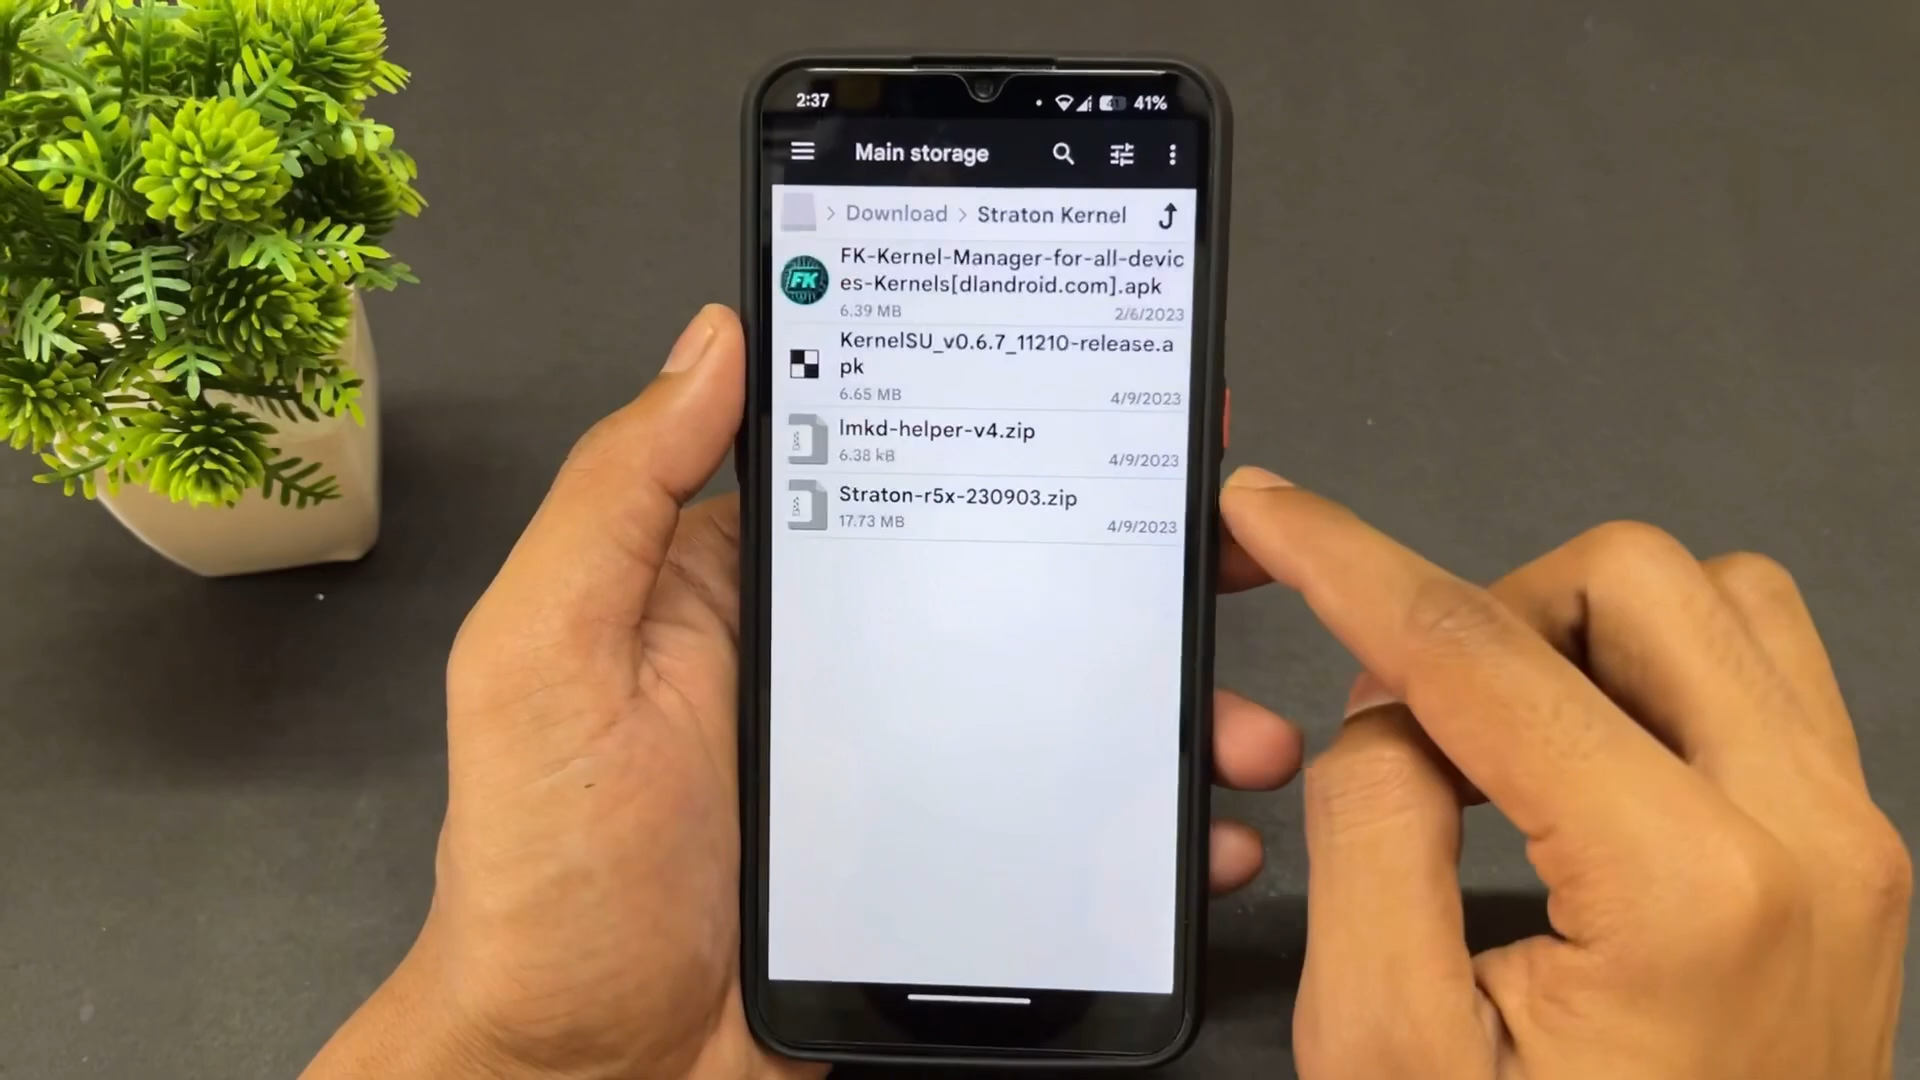 2:37
41%
Main storage
> Download > Straton Kernel
FK-Kernel-Manager-for-all-devic
es-Kernels[dlandroid.com].apk
6.39 MB 2/6/2023
FK
KernelSU_v0.6.7_11210-release.a
pk
6.65 MB 4/9/2023
lmkd-helper-v4.zip
6.38 kB 4/9/2023
Straton-r5x-230903.zip
17.73 MB 4/9/2023